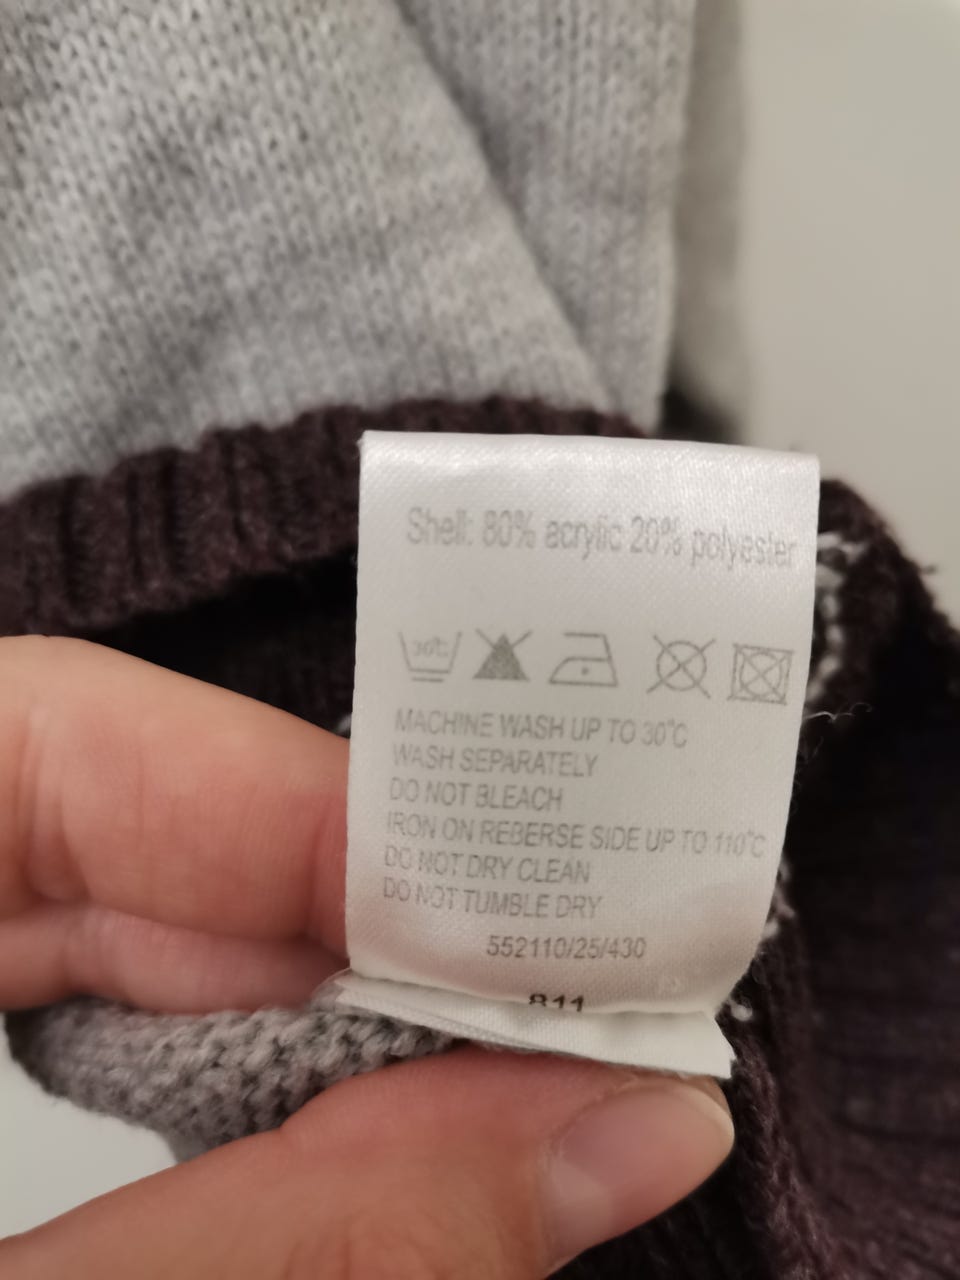 Shell: 80% acrylic 20% polyester
30°C
MACHINE WASH UP TO 30°C
WASH SEPARATELY
DO NOT BLEACH
IRON ON REBERSE SIDE UP TO 110°C
DO NOT DRY CLEAN
DO NOT TUMBLE DRY
552110/25/430
811